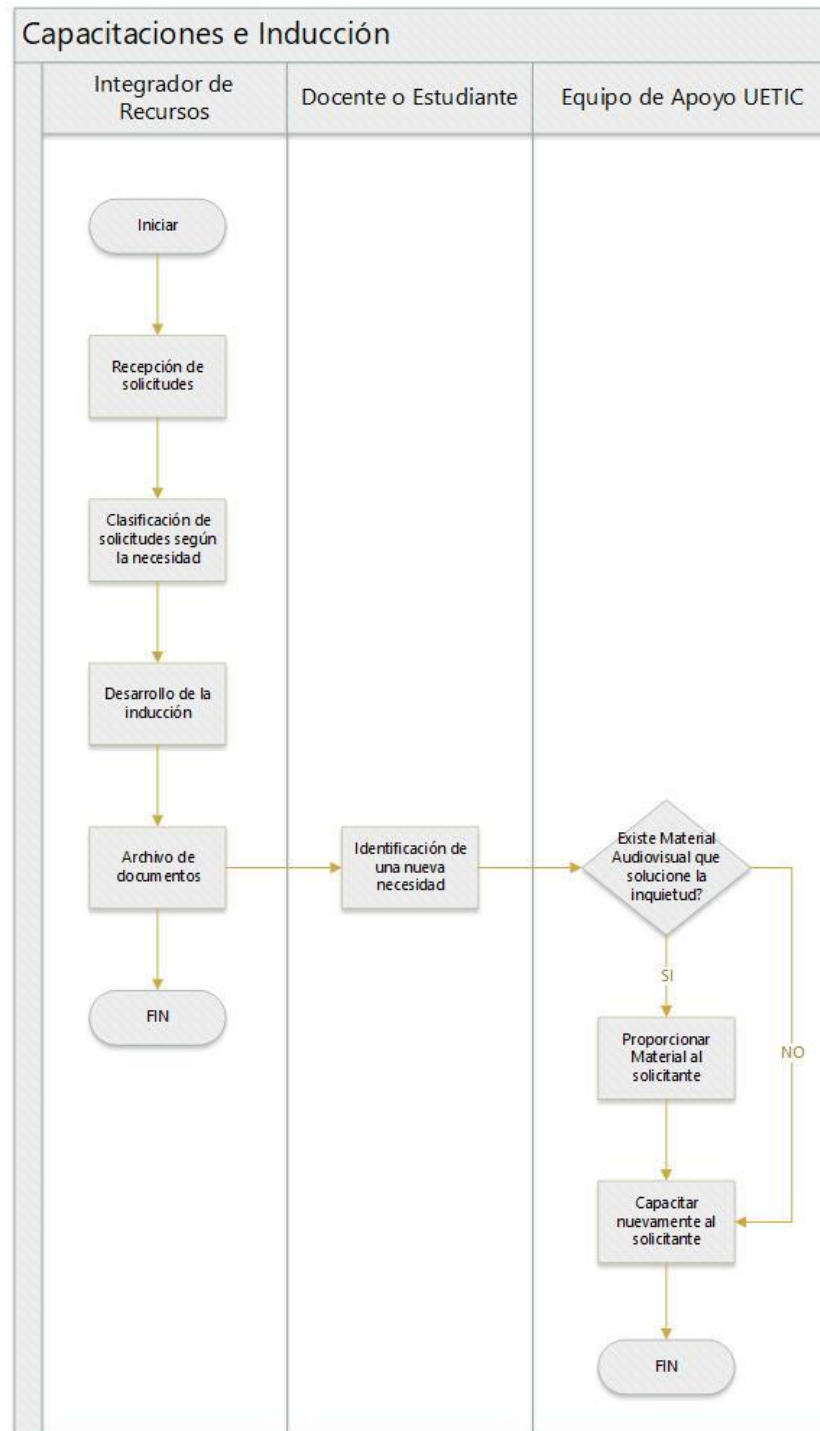 Capacitaciones e Inducción
Integrador de
Recursos
Docente o Estudiante
Equipo de Apoyo UETIC
Iniciar
Recepción de
solicitudes
Clasificación de
solicitudes según
la necesidad
Desarrollo de la
inducción
Archivo de
documentos
FIN
Identificación de
una nueva
necesidad
Existe Material
Audiovisual que
solucione la
inquietud?
SI
NO
Proporcionar
Material al
solicitante
Capacitar
nuevamente al
solicitante
FIN